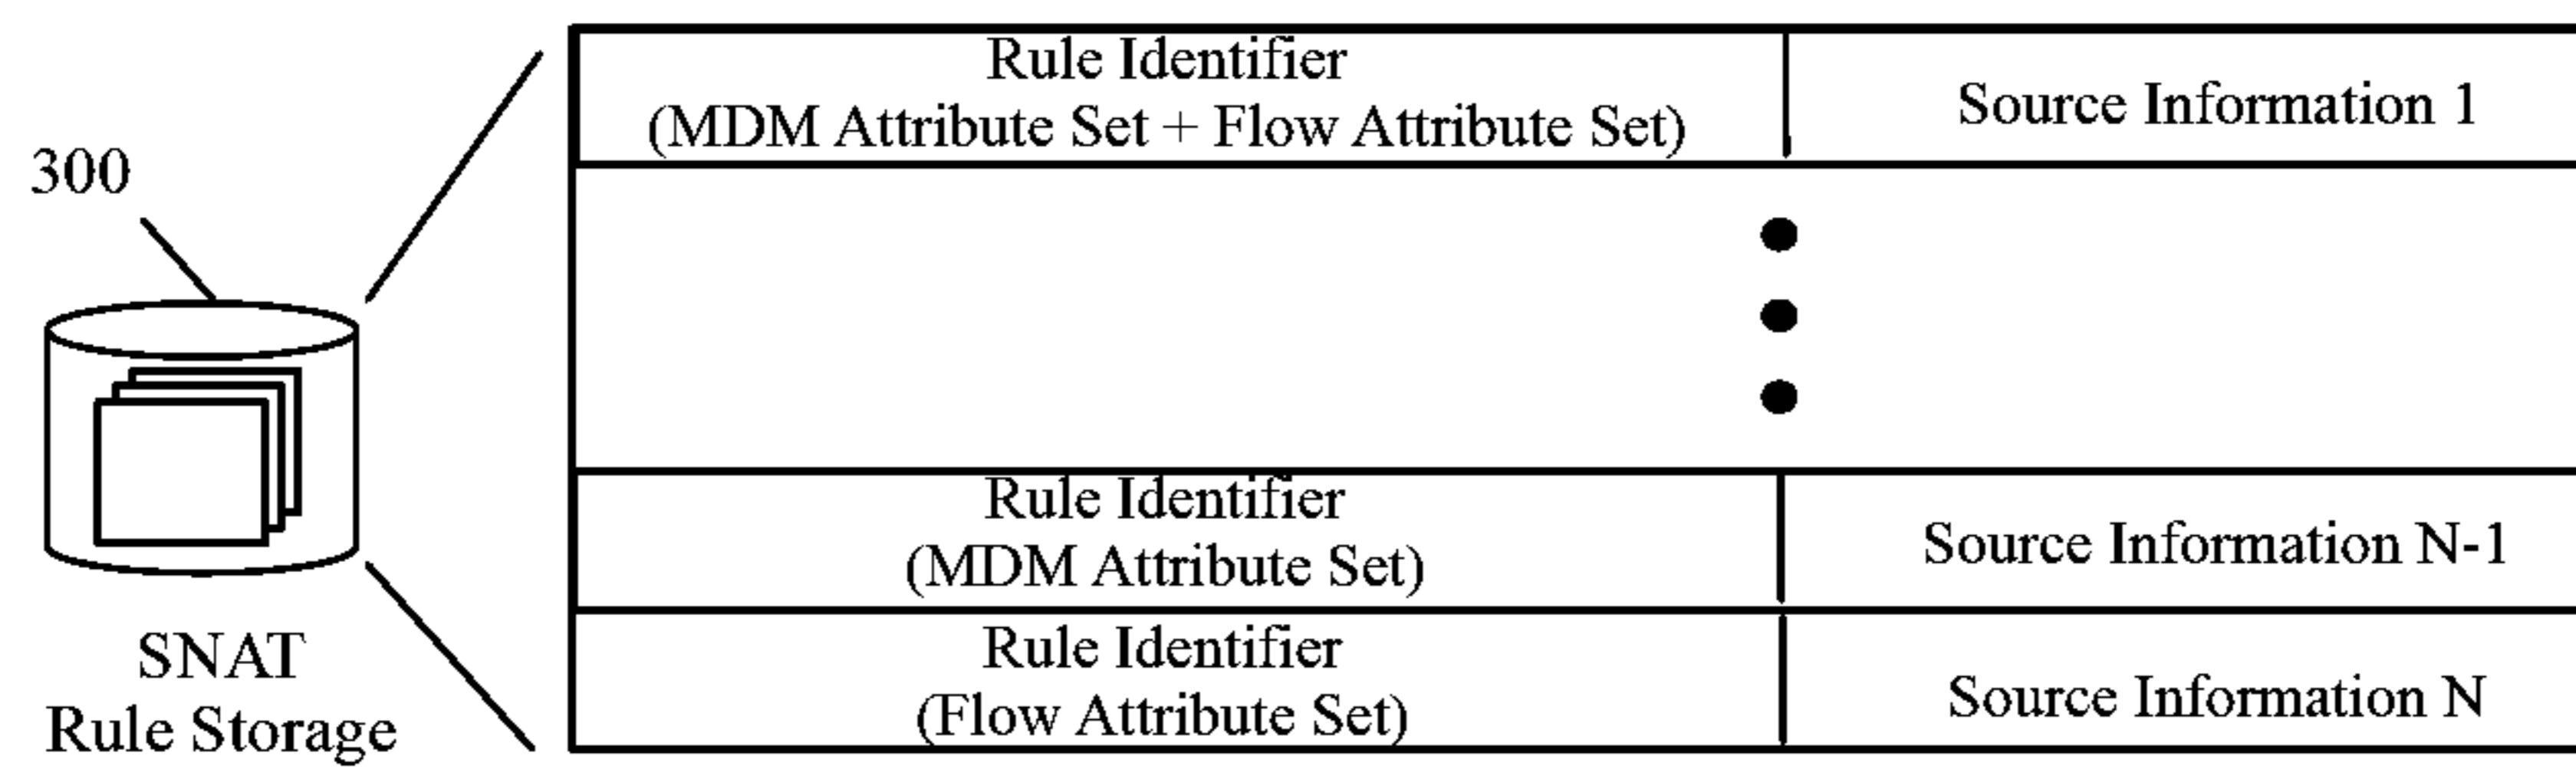 300
SNAT
Rule Storage
Rule Identifier
(MDM Attribute Set + Flow Attribute Set)
Source Information 1
Rule Identifier
(MDM Attribute Set)
Source Information N-1
Rule Identifier
(Flow Attribute Set)
Source Information N